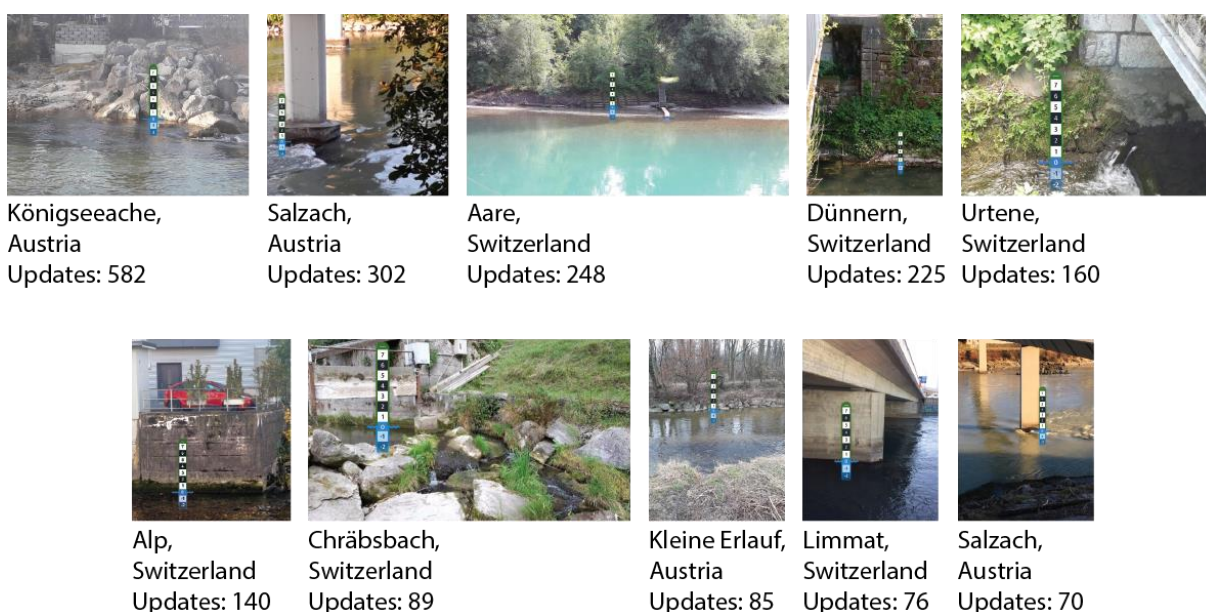 Königseeache,
Austria
Updates: 582
Salzach,
Austria
Updates: 302
Aare,
Switzerland
Updates: 248
Dünnern,
Switzerland
Updates: 225
Urtene,
Switzerland
Updates: 160
Alp,
Switzerland
Updates: 140
Chräbsbach,
Switzerland
Updates: 89
Kleine Erlauf,
Austria
Updates: 85
Limmat,
Switzerland
Updates: 76
Salzach,
Austria
Updates: 70